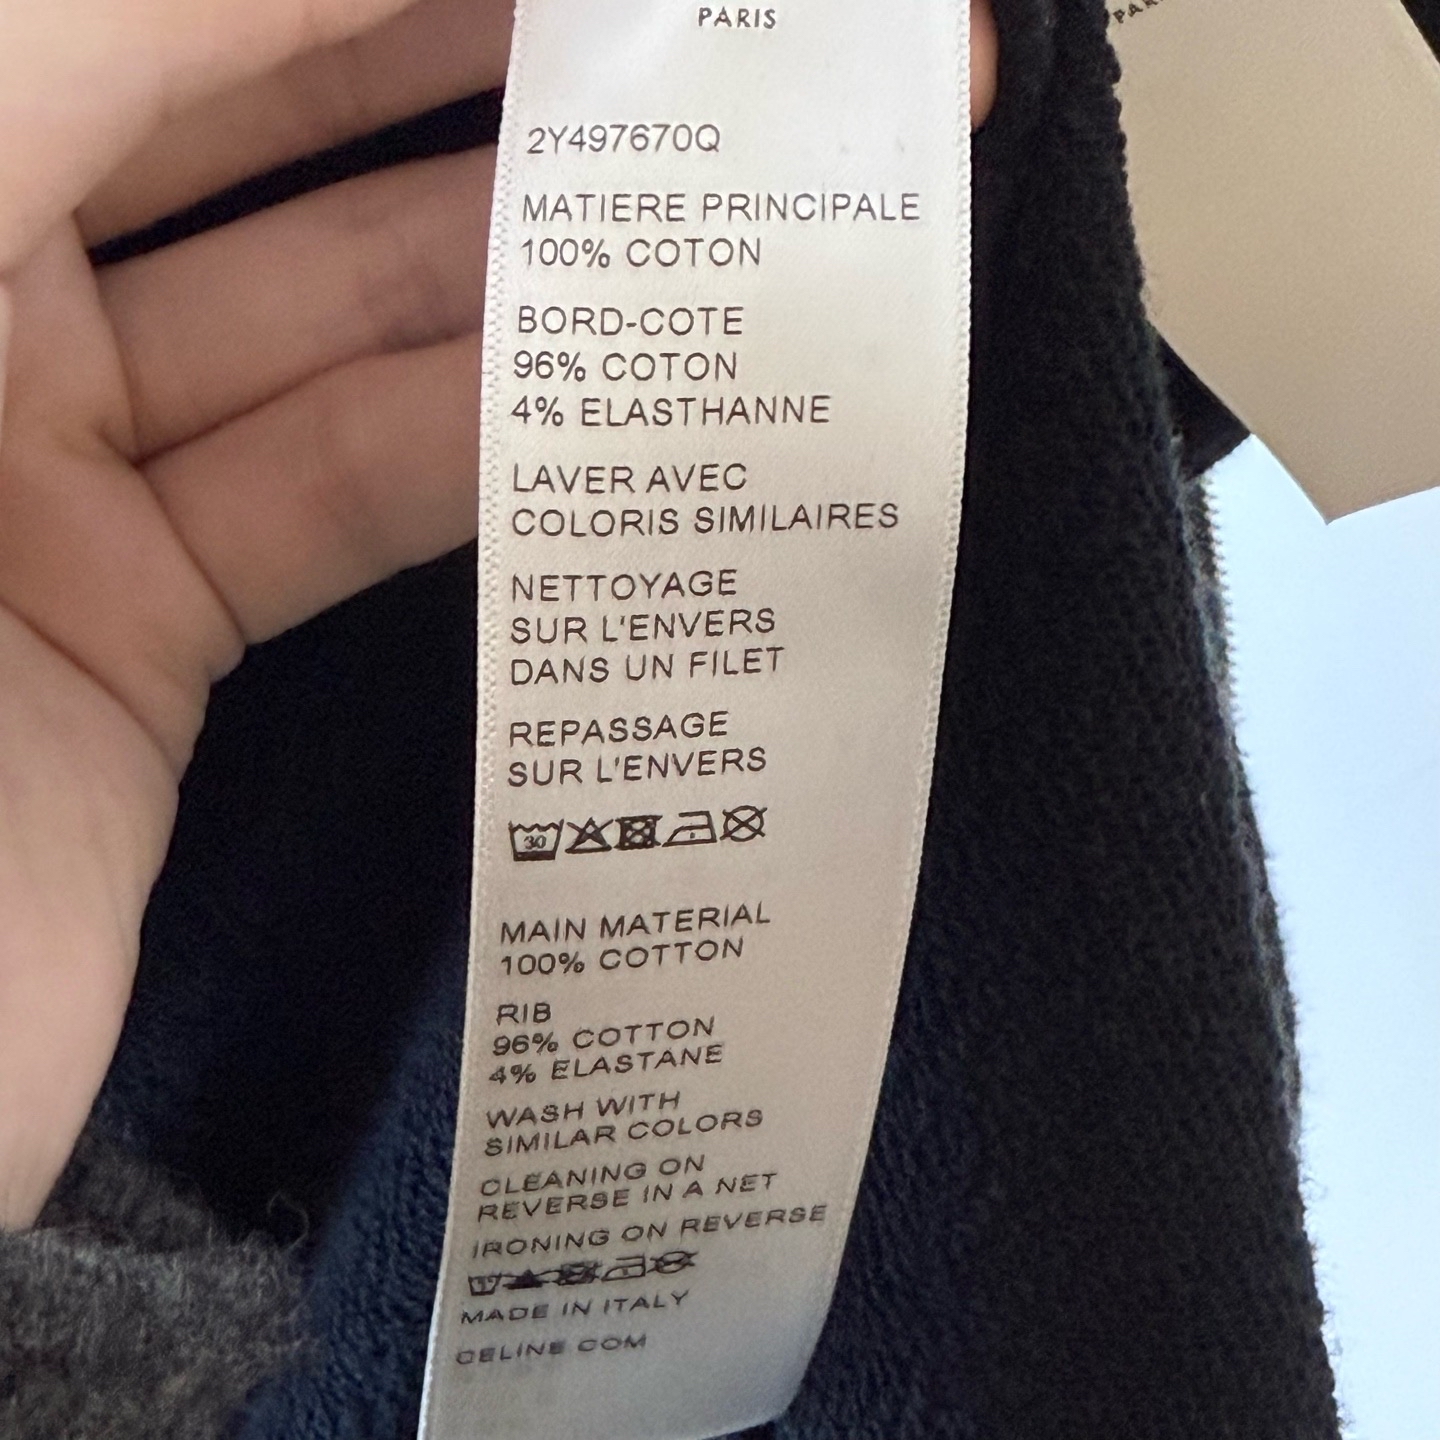 PARIS
2Y497670Q
MATIERE PRINCIPALE
100% COTON
BORD-COTE
96% COTON
4% ELASTHANNE
LAVER AVEC
COLORIS SIMILAIRES
NETTOYAGE
SUR L'ENVERS
DANS UN FILET
REPASSAGE
SUR L'ENVERS
30
MAIN MATERIAL
100% COTTON
RIB
96% COTTON
4% ELASTANE
WASH WITH
SIMILAR COLORS
CLEANING ON
REVERSE IN A NET
IRONING ON REVERSE
MADE IN ITALY
CELINE.COM